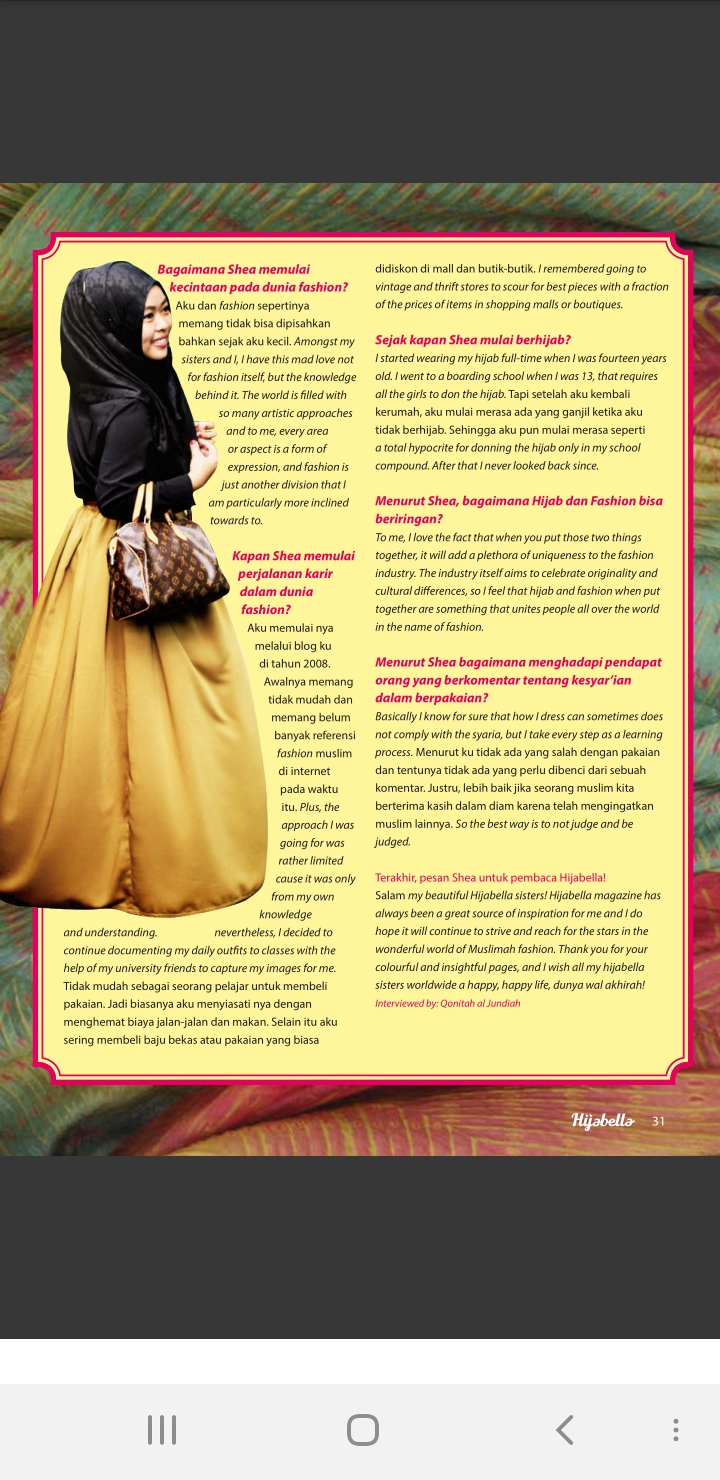 Bagaimana Shea memulai
kecintaan pada dunia fashion?
Aku dan fashion sepertinya
memang tidak bisa dipisahkan
bahkan sejak aku kecil. Amongst my
sisters and I, I have this mad love not
for fashion itself, but the knowledge
behind it. The world is filled with
so many artistic approaches
and to me, every area
or aspect is a form of
expression, and fashion is
just another division that I
am particularly more inclined
towards to.
Kapan Shea memulai
perjalanan karir
dalam dunia
fashion?
Aku memulai nya
melalui blog ku
di tahun 2008.
Awalnya memang
tidak mudah dan
memang belum
banyak referensi
fashion muslim
di internet
pada waktu
itu. Plus, the
approach I was
going for was
rather limited
cause it was only
from my own
knowledge
and understanding. nevertheless, I decided to
continue documenting my daily outfits to classes with the
help of my university friends to capture my images for me.
Tidak mudah sebagai seorang pelajar untuk membeli
pakaian. Jadi biasanya aku menyiasati nya dengan
menghemat biaya jalan-jalan dan makan. Selain itu aku
sering membeli baju bekas atau pakaian yang biasa
didiskon di mall dan butik-butik. I remembered going to
vintage and thrift stores to scour for best pieces with a fraction
of the prices of items in shopping malls or boutiques.
Sejak kapan Shea mulai berhijab?
I started wearing my hijab full-time when I was fourteen years
old. I went to a boarding school when I was 13, that requires
all the girls to don the hijab. Tapi setelah aku kembali
kerumah, aku mulai merasa ada yang ganjil ketika aku
tidak berhijab. Sehingga aku pun mulai merasa seperti
a total hypocrite for donning the hijab only in my school
compound. After that I never looked back since.
Menurut Shea, bagaimana Hijab dan Fashion bisa
beriringan?
To me, I love the fact that when you put those two things
together, it will add a plethora of uniqueness to the fashion
industry. The industry itself aims to celebrate originality and
cultural differences, so I feel that hijab and fashion when put
together are something that unites people all over the world
in the name of fashion.
Menurut Shea bagaimana menghadapi pendapat
orang yang berkomentar tentang kesyar'ian
dalam berpakaian?
Basically I know for sure that how I dress can sometimes does
not comply with the syaria, but I take every step as a learning
process. Menurut ku tidak ada yang salah dengan pakaian
dan tentunya tidak ada yang perlu dibenci dari sebuah
komentar. Justru, lebih baik jika seorang muslim kita
berterima kasih dalam diam karena telah mengingatkan
muslim lainnya. So the best way is to not judge and be
judged.
Terakhir, pesan Shea untuk pembaca Hijabella!
Salam my beautiful Hijabella sisters! Hijabella magazine has
always been a great source of inspiration for me and I do
hope it will continue to strive and reach for the stars in the
wonderful world of Muslimah fashion. Thank you for your
colourful and insightful pages, and I wish all my hijabella
sisters worldwide a happy, happy life, dunya wal akhirah!
Interviewed by: Qonitah al Jundiah
Hijabella 31